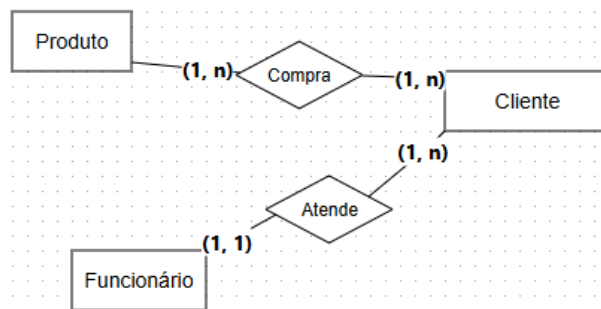 Produto
(1, n)
Compra
(1, n)
Cliente
(1, n)
Atende
(1, 1)
Funcionário